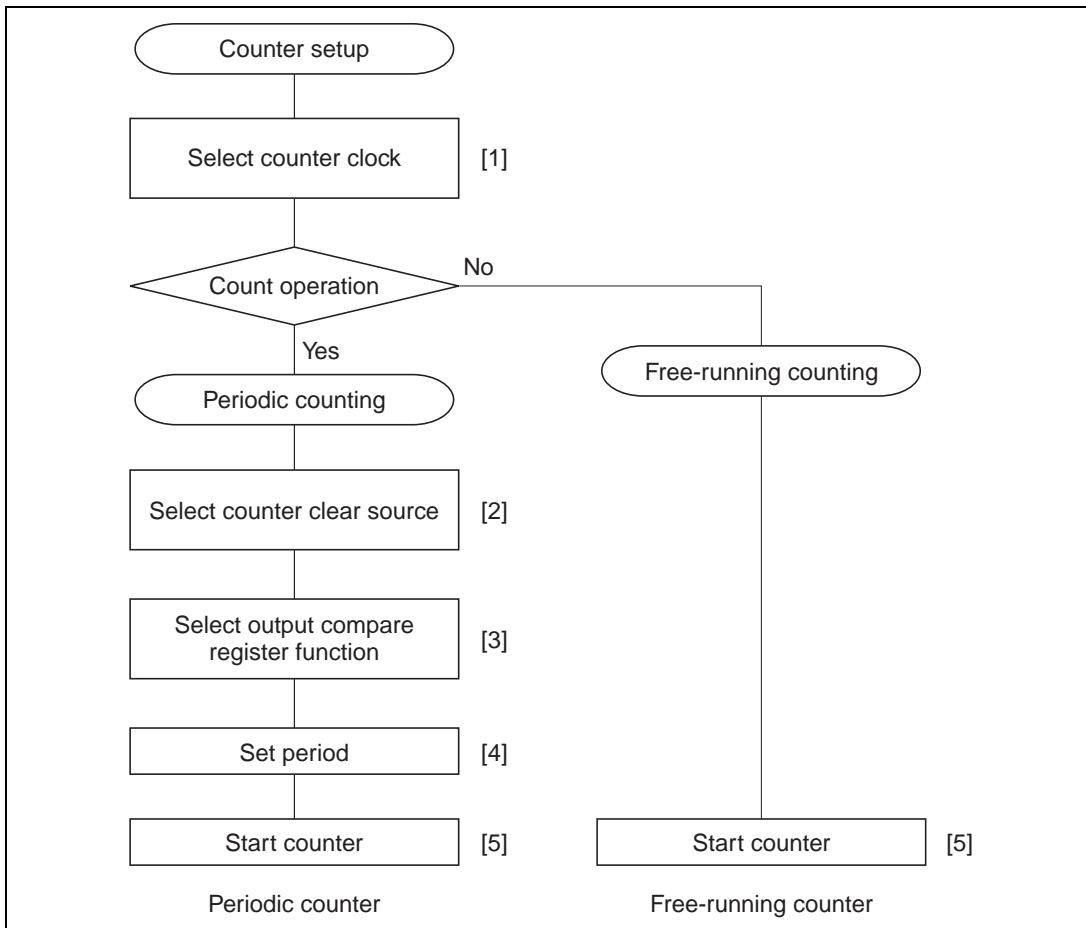 Counter setup
Select counter clock
[1]
Count operation
No
Yes
Periodic counting
Free-running counting
Select counter clear source
[2]
Select output compare
register function
[3]
Set period
[4]
Start counter
[5]
Start counter
[5]
Periodic counter
Free-running counter